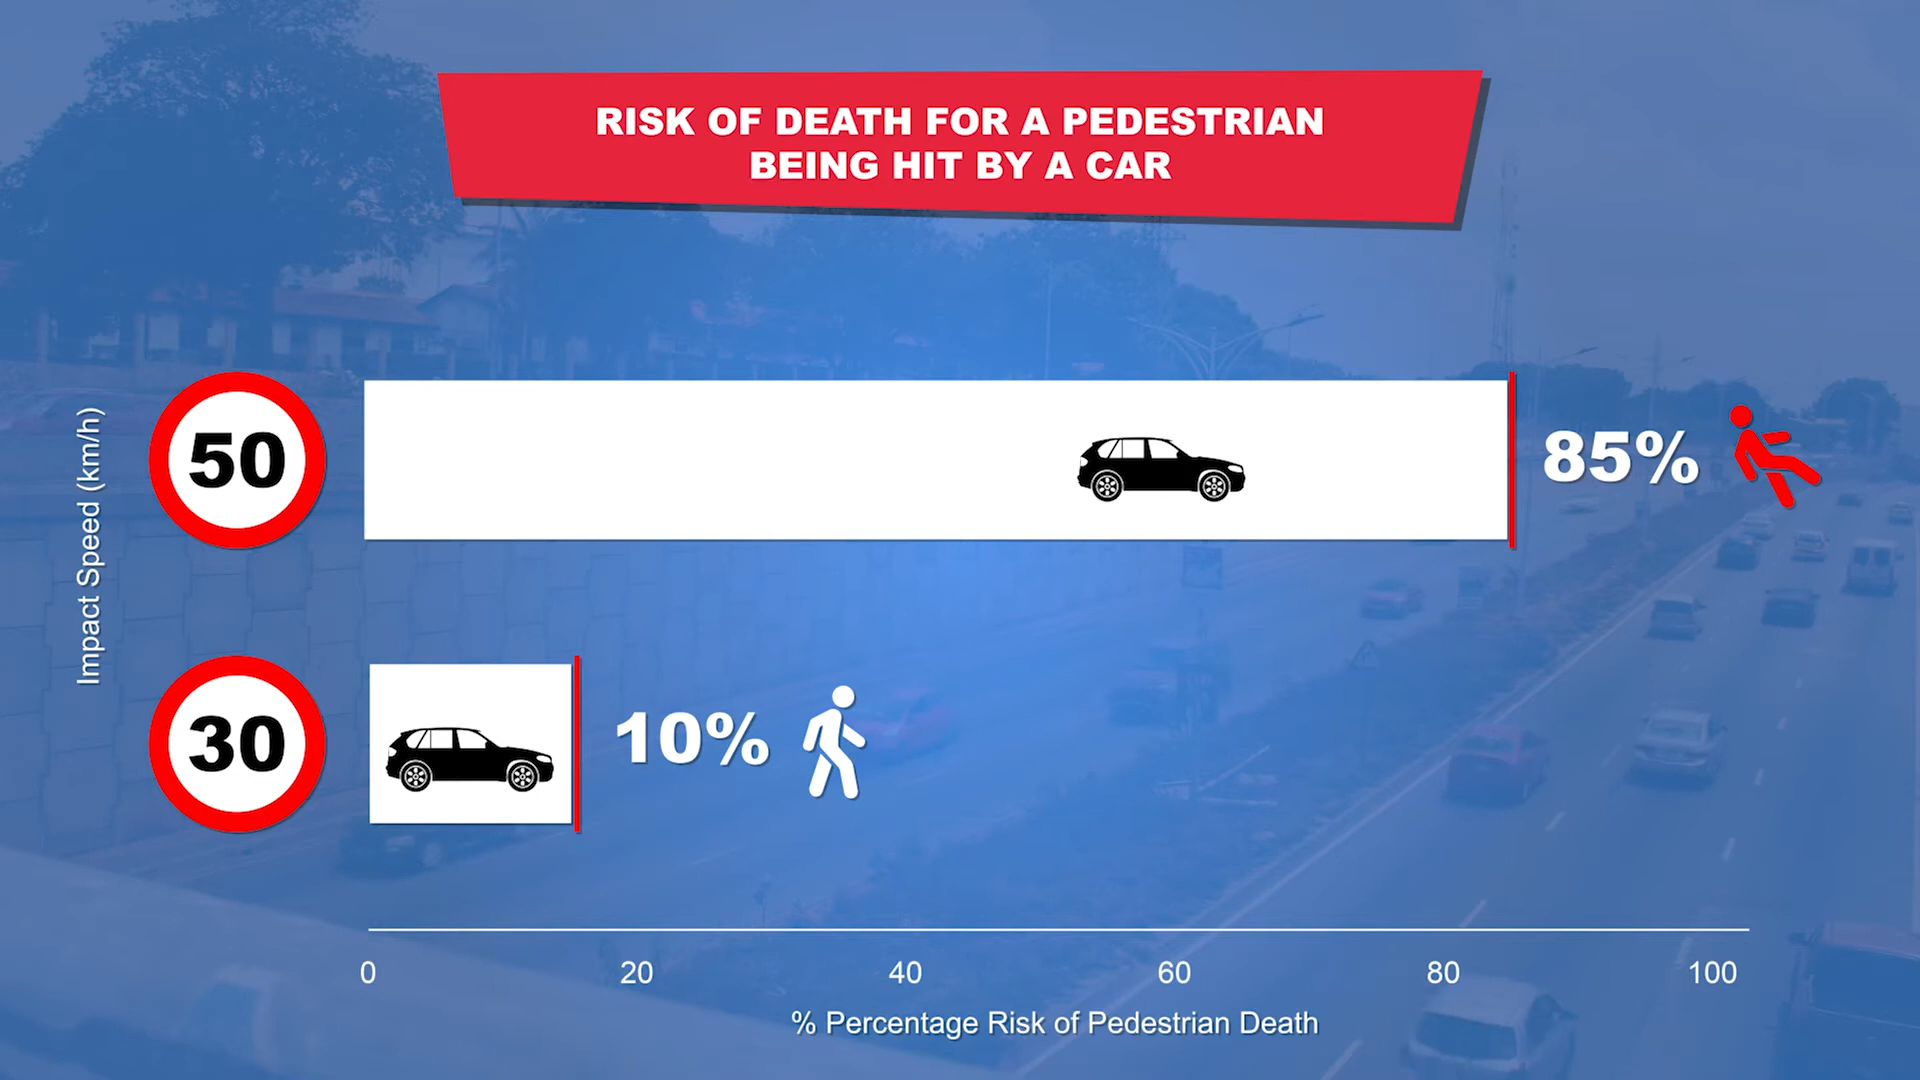 RISK OF DEATH FOR A PEDESTRIAN
BEING HIT BY A CAR
Impact Speed (km/h)
50
85%
30
10%
0 20 40 60 80 100
% Percentage Risk of Pedestrian Death